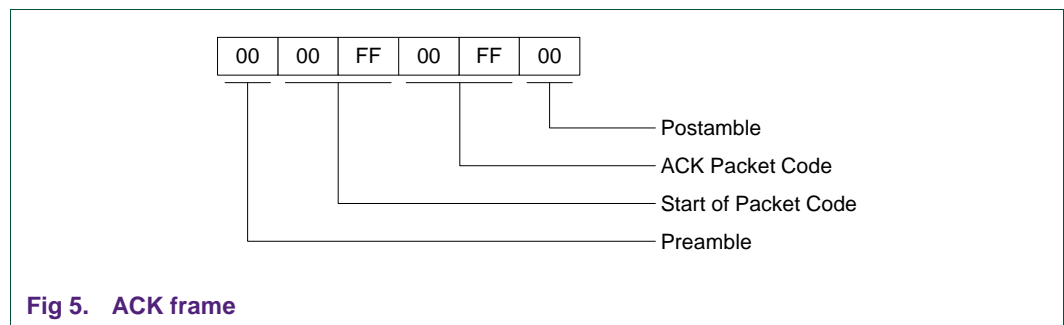 00 00 FF 00 FF 00
Postamble
ACK Packet Code
Start of Packet Code
Preamble
Fig 5. ACK frame